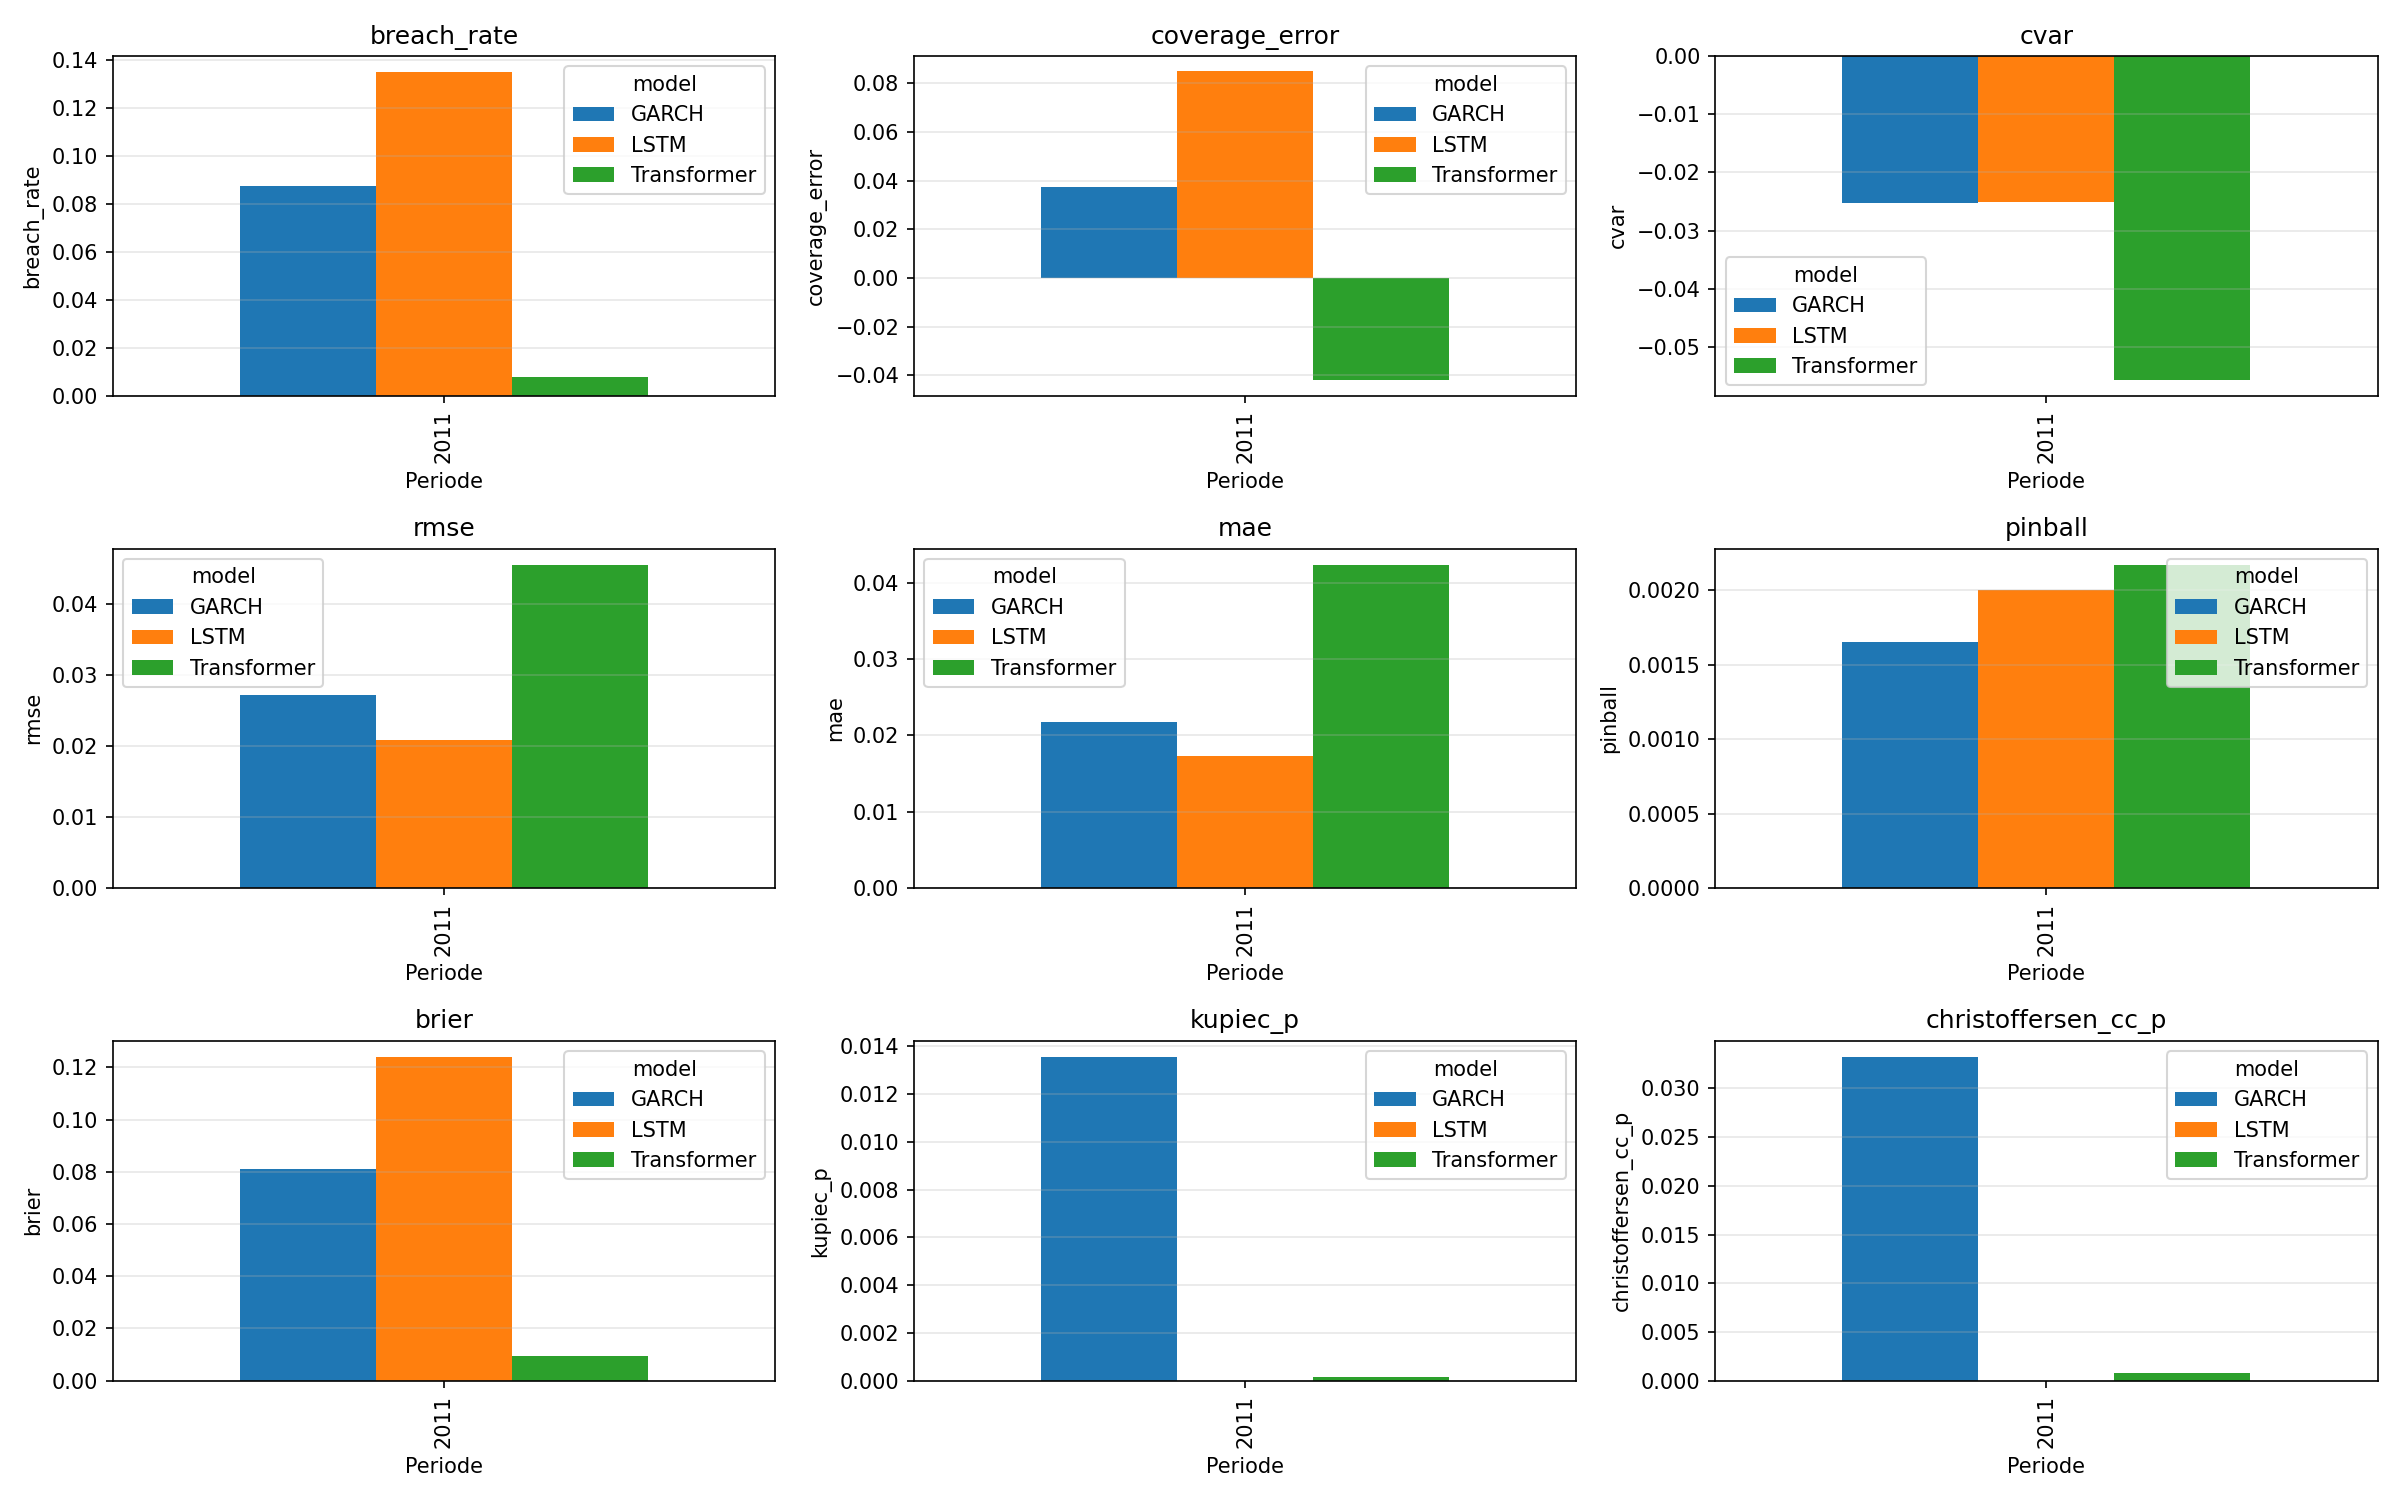 breach_rate
0.14
0.12
0.10
0.08
0.06
0.04
0.02
0.00
breach_rate
model
GARCH
LSTM
Transformer
2011
Periode
coverage_error
0.08
0.06
0.04
0.02
0.00
−0.02
−0.04
coverage_error
model
GARCH
LSTM
Transformer
2011
Periode
cvar
0.00
−0.01
−0.02
−0.03
−0.04
−0.05
cvar
model
GARCH
LSTM
Transformer
2011
Periode
rmse
0.04
0.03
0.02
0.01
0.00
rmse
model
GARCH
LSTM
Transformer
2011
Periode
mae
0.04
0.03
0.02
0.01
0.00
mae
model
GARCH
LSTM
Transformer
2011
Periode
pinball
0.0020
0.0015
0.0010
0.0005
0.0000
pinball
model
GARCH
LSTM
Transformer
2011
Periode
brier
0.12
0.10
0.08
0.06
0.04
0.02
0.00
brier
model
GARCH
LSTM
Transformer
2011
Periode
kupiec_p
0.014
0.012
0.010
0.008
0.006
0.004
0.002
0.000
kupiec_p
model
GARCH
LSTM
Transformer
2011
Periode
christoffersen_cc_p
0.030
0.025
0.020
0.015
0.010
0.005
0.000
christoffersen_cc_p
model
GARCH
LSTM
Transformer
2011
Periode